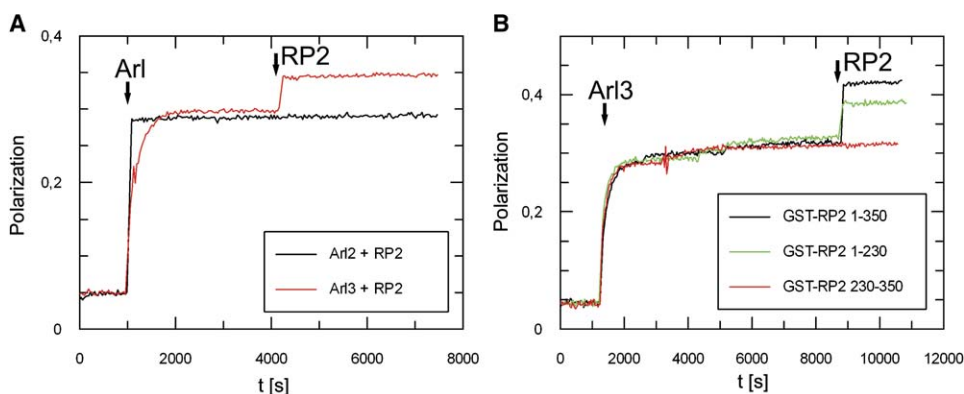 A
0,4
0,2
0
Polarization
Arl
RP2
Arl2 + RP2
Arl3 + RP2
0
2000
4000
6000
8000
t [s]
B
0,4
0,2
0
Polarization
Arl3
RP2
GST-RP2 1-350
GST-RP2 1-230
GST-RP2 230-350
0
2000
4000
6000
8000
10000
12000
t [s]